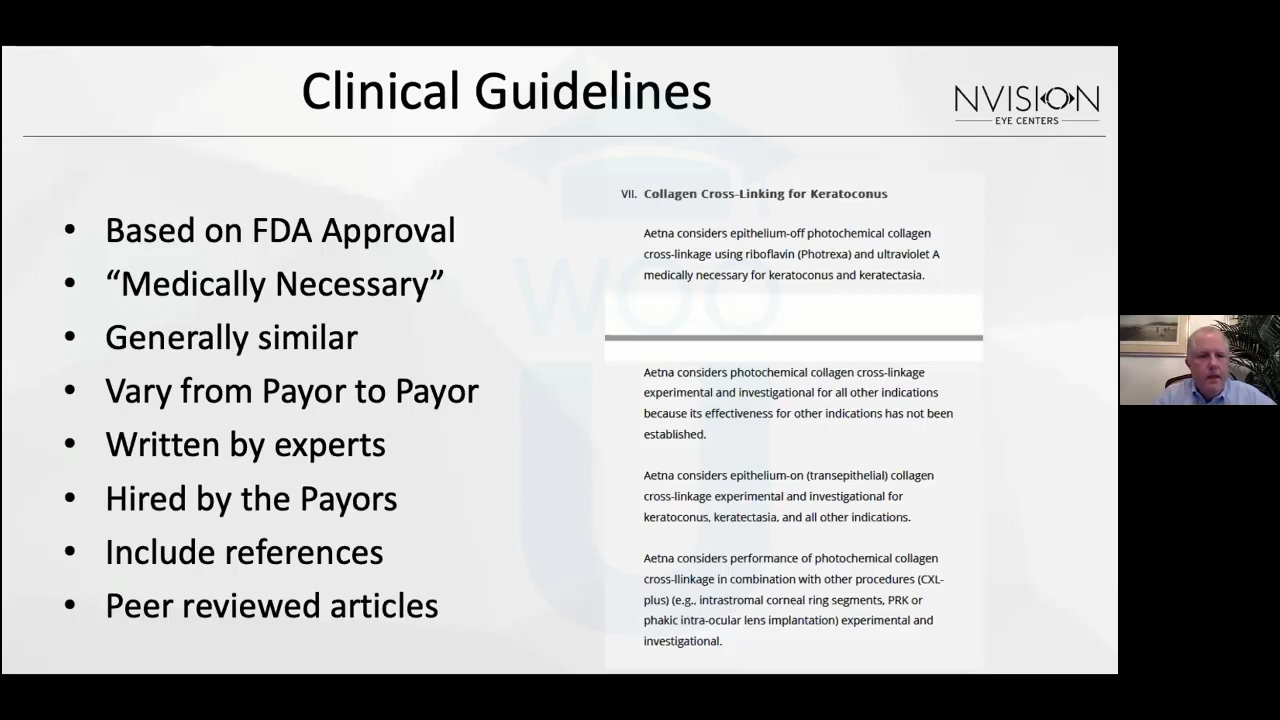 Clinical Guidelines
NVISION
EYE CENTERS
• Based on FDA Approval
• “Medically Necessary”
• Generally similar
• Vary from Payor to Payor
• Written by experts
• Hired by the Payors
• Include references
• Peer reviewed articles
VII. Collagen Cross-Linking for Keratoconus
Aetna considers epithelium-off photochemical collagen
cross-linkage using riboflavin (Photrexa) and ultraviolet A
medically necessary for keratoconus and keratectasia.
Aetna considers photochemical collagen cross-linkage
experimental and investigational for all other indications
because its effectiveness for other indications has not been
established.
Aetna considers epithelium-on (transepithelial) collagen
cross-linkage experimental and investigational for
keratoconus, keratectasia, and all other indications.
Aetna considers performance of photochemical collagen
cross-llinkage in combination with other procedures (CXL-
plus) (e.g.. intrastromal corneal ring segments, PRK or
phakic intra-ocular lens implantation) experimental and
investigational.
WOO
U